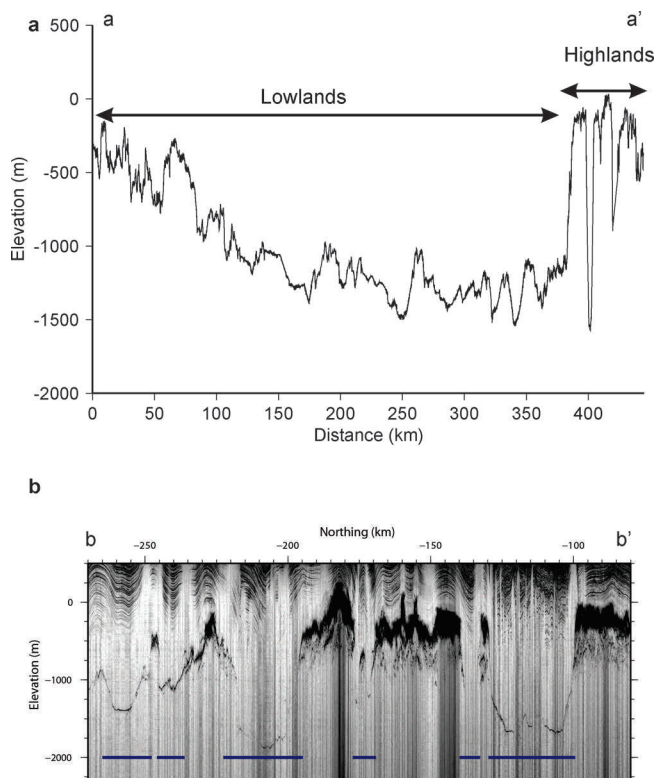 a
a
a'
500
0
-500
-1000
-1500
-2000
Elevation (m)
Lowlands
Highlands
0 50 100 150 200 250 300 350 400
Distance (km)
b
Northing (km)
b
b'
−250 −200 −150 −100
0
−1000
−2000
Elevation (m)
Elevation (m)